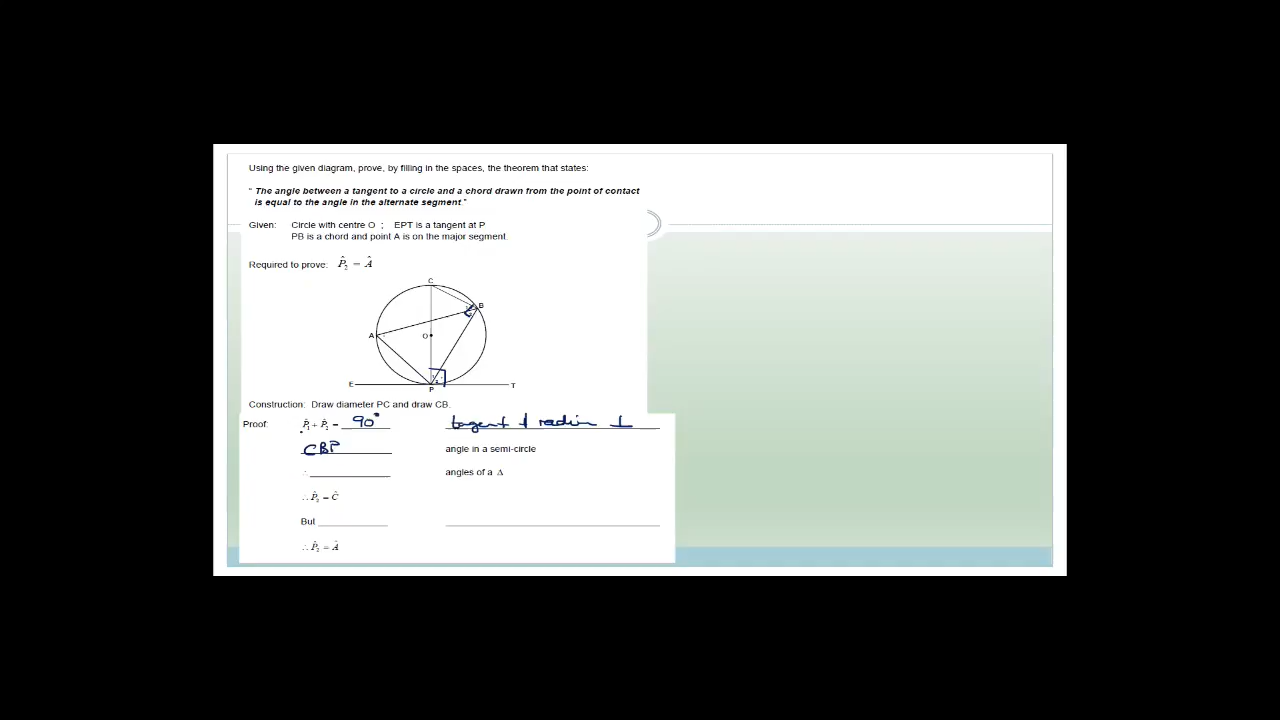 Using the given diagram, prove, by filling in the spaces, the theorem that states:
" The angle between a tangent to a circle and a chord drawn from the point of contact
is equal to the angle in the alternate segment."
Given: Circle with centre O ; EPT is a tangent at P
PB is a chord and point A is on the major segment.
Required to prove: P̂₂ = Â
C
B
A
O
1 2
E
P
T
Construction: Draw diameter PC and draw CB.
Proof: P̂₁ + P̂₂ = 90° tangent + radius ⊥
CBP angle in a semi-circle
∴ angles of a Δ
∴ P̂₂ = Ĉ
But
∴ P̂₂ = Â